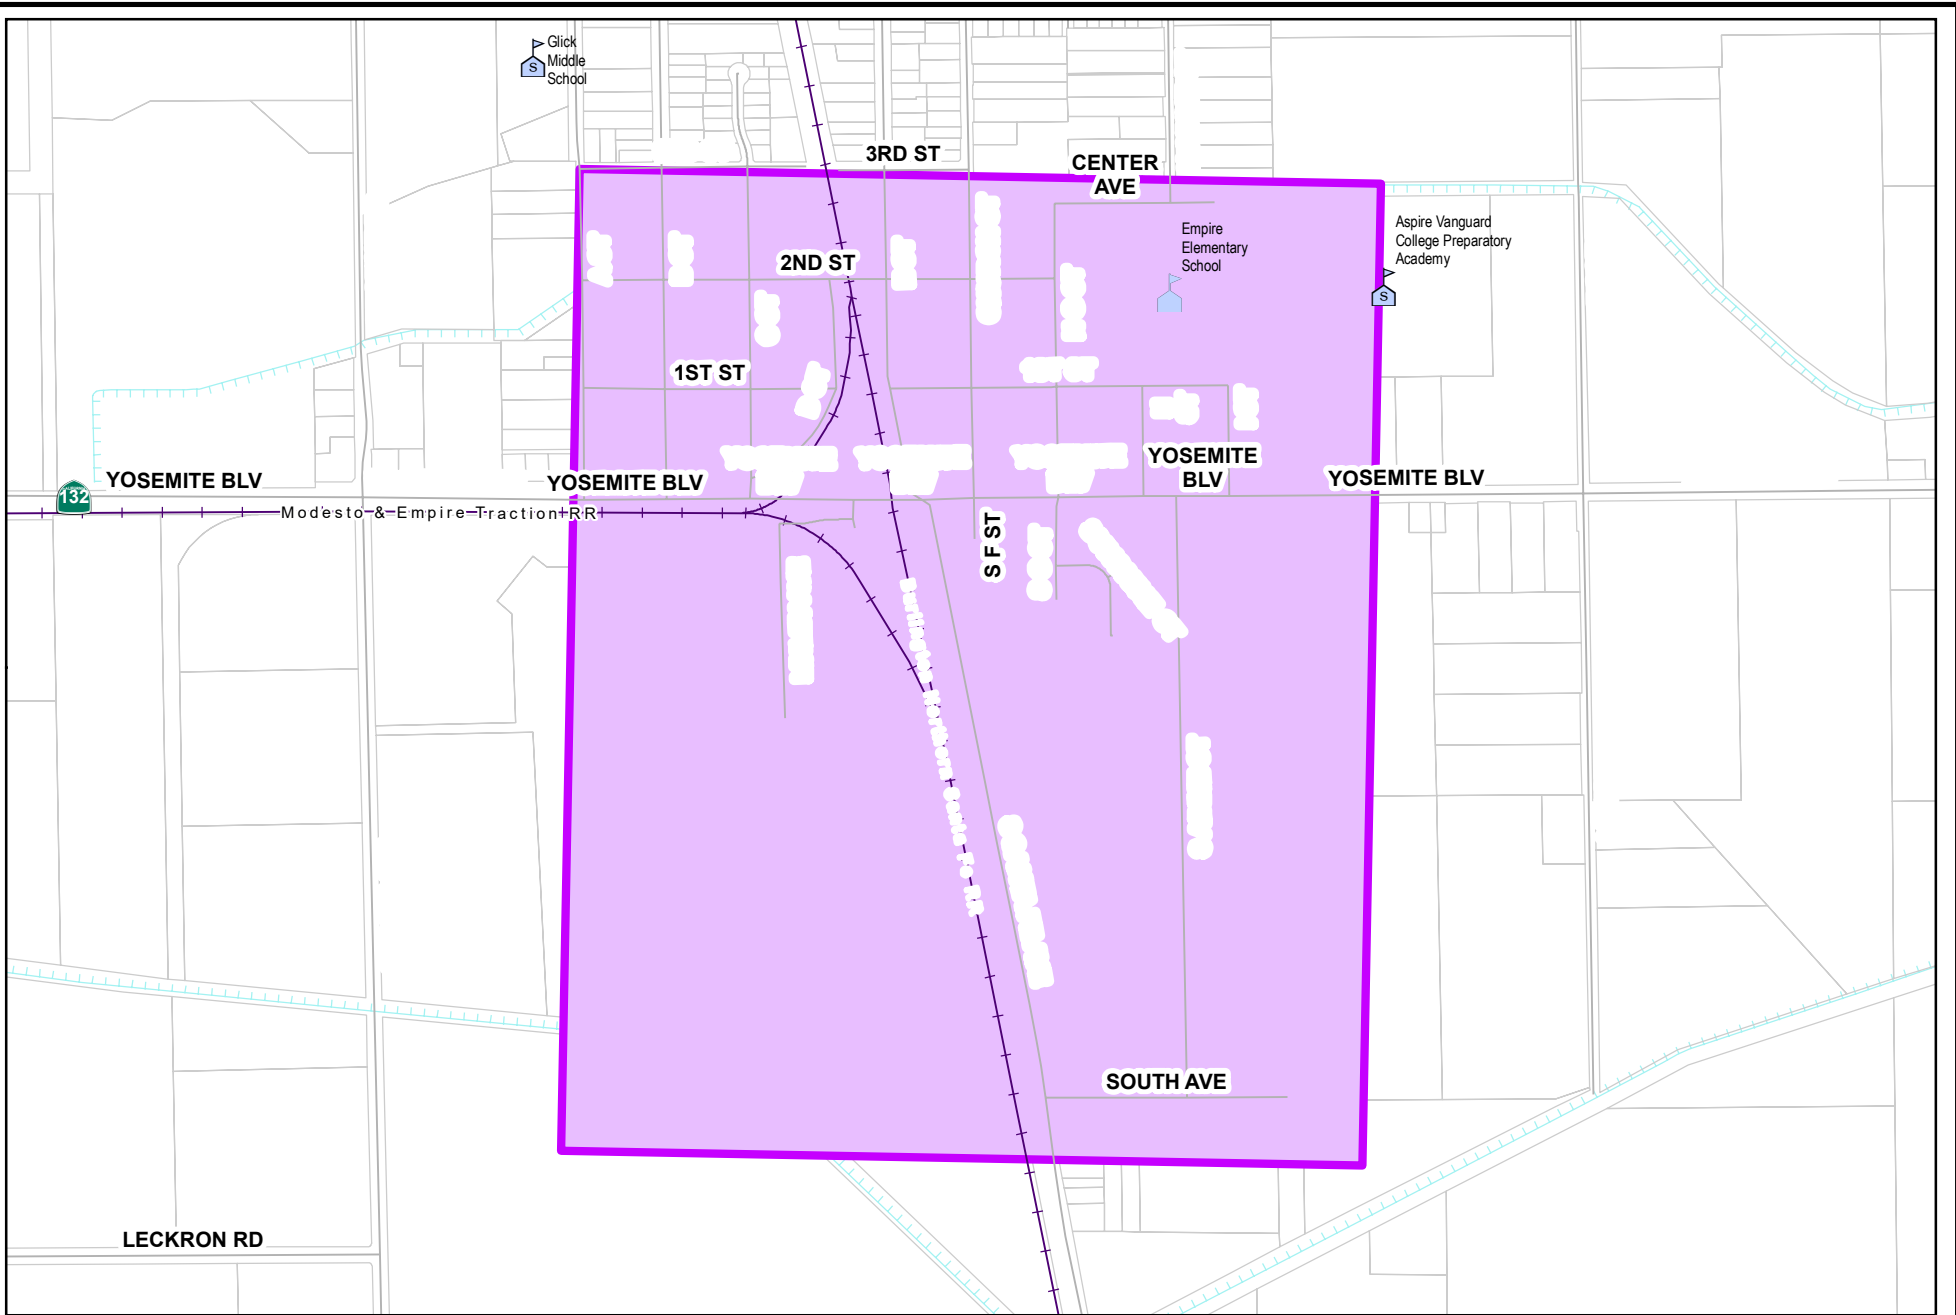 Glick
Middle
School
3RD ST
CENTER
AVE
Empire
Elementary
School
Aspire Vanguard
College Preparatory
Academy
S
S
2ND ST
1ST ST
YOSEMITE BLV
YOSEMITE BLV
YOSEMITE
BLV
YOSEMITE BLV
132
Modesto & Empire Traction RR
S F ST
SOUTH AVE
LECKRON RD